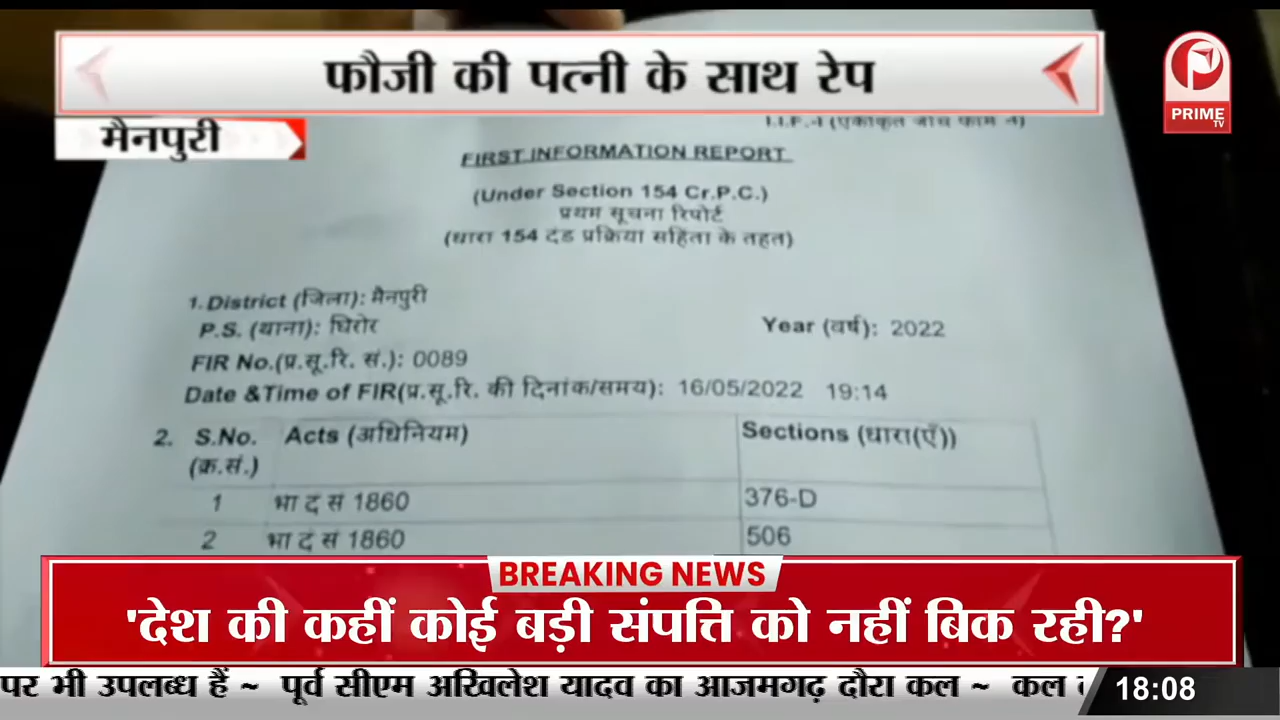 फौजी की पत्नी के साथ रेप
PRIME
TV
मैनपुरी
I.I.F.-I (एकीकृत जांच फार्म -I)
FIRST INFORMATION REPORT
(Under Section 154 Cr.P.C.)
प्रथम सूचना रिपोर्ट
(धारा 154 दंड प्रक्रिया सहिता के तहत)
1. District (जिला): मैनपुरी
P.S. (थाना): घिरोर
Year (वर्ष): 2022
FIR No.(प्र.सू.रि. सं.): 0089
Date &Time of FIR(प्र.सू.रि. की दिनांक/समय): 16/05/2022 19:14
2. S.No. Acts (अधिनियम) Sections (धारा(एँ))
(क्र.सं.)
1 भा द स 1860 376-D
2 भा द स 1860 506
BREAKING NEWS
'देश की कहीं कोई बड़ी संपत्ति को नहीं बिक रही?'
पर भी उपलब्ध हैं ~ पूर्व सीएम अखिलेश यादव का आजमगढ़ दौरा कल ~ कल
18:08